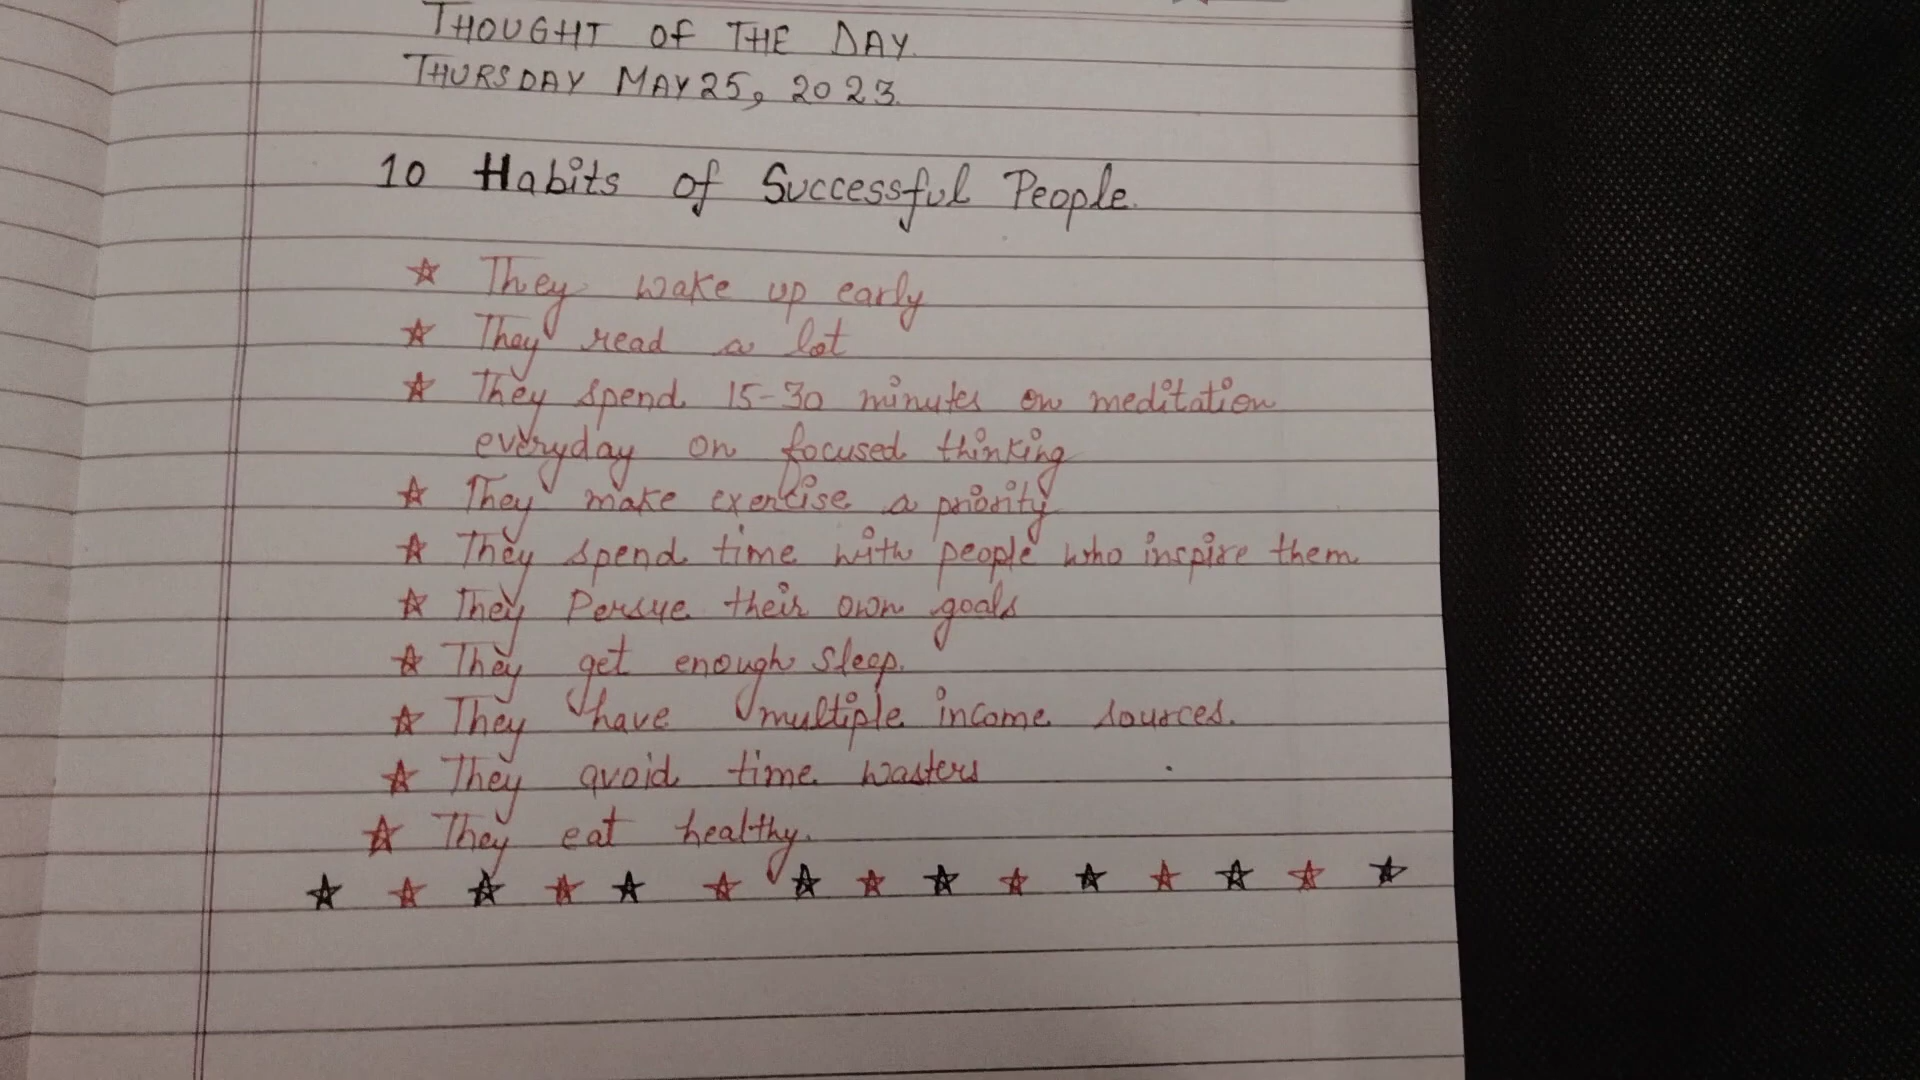 THOUGHT OF THE DAY.
THURSDAY MAY 25, 2023.
10 Habits of Successful People.
☆ They wake up early
☆ They read a lot
☆ They spend 15-30 minutes on meditation
everyday on focused thinking
☆ They make exercise a priority
☆ They spend time with people who inspire them
☆ They Persue their own goals
☆ They get enough sleep.
☆ They have multiple income sources.
☆ They avoid time wasters
☆ They eat healthy.